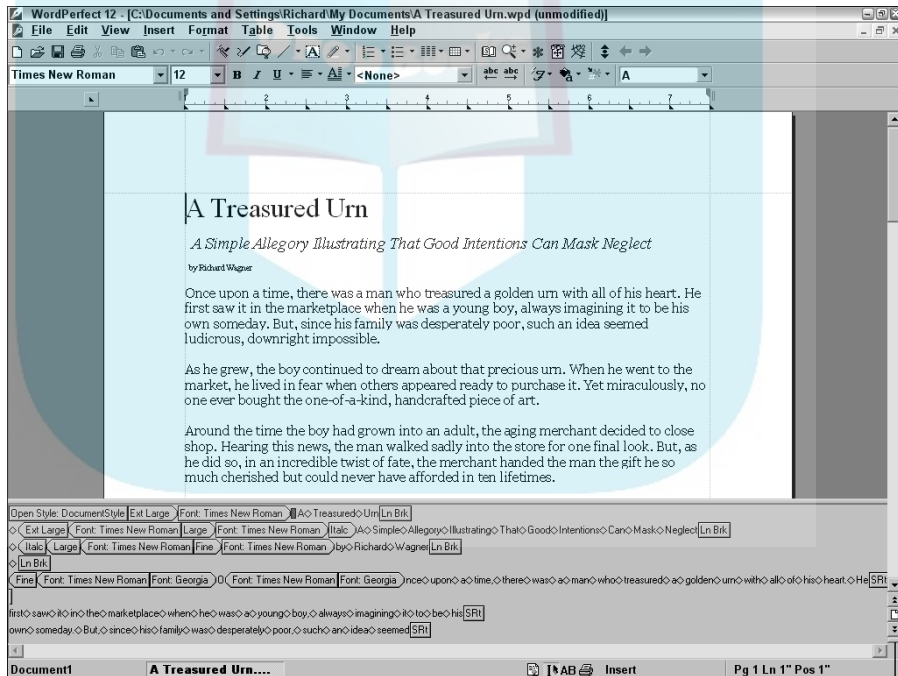 WordPerfect 12 - [C:\Documents and Settings\Richard\My Documents\A Treasured Urn.wpd (unmodified)]
File Edit View Insert Format Table Tools Window Help
Times New Roman 12 B I U <None> abc abc A
2 3 4 5 6 7
A Treasured Urn
A Simple Allegory Illustrating That Good Intentions Can Mask Neglect
by Richard Wagner
Once upon a time, there was a man who treasured a golden urn with all of his heart. He
first saw it in the marketplace when he was a young boy, always imagining it to be his
own someday. But, since his family was desperately poor, such an idea seemed
ludicrous, downright impossible.
As he grew, the boy continued to dream about that precious urn. When he went to the
market, he lived in fear when others appeared ready to purchase it. Yet miraculously, no
one ever bought the one-of-a-kind, handcrafted piece of art.
Around the time the boy had grown into an adult, the aging merchant decided to close
shop. Hearing this news, the man walked sadly into the store for one final look. But, as
he did so, in an incredible twist of fate, the merchant handed the man the gift he so
much cherished but could never have afforded in ten lifetimes.
Open Style: DocumentStyle Ext Large Font: Times New Roman A◇Treasured◇Urn Ln Brk
◇ Ext Large Font: Times New Roman Large Font: Times New Roman Italc A◇Simple◇Allegory◇Illustrating◇That◇Good◇Intentions◇Can◇Mask◇Neglect Ln Brk
◇ Italc Large Font: Times New Roman Fine Font: Times New Roman by◇Richard◇Wagner Ln Brk
◇ Ln Brk
Fine Font: Times New Roman Font: Georgia O Font: Times New Roman Font: Georgia nce◇upon◇a◇time,◇there◇was◇a◇man◇who◇treasured◇a◇golden◇urn◇with◇all◇of◇his◇heart.◇He SRt
]
first◇saw◇it◇in◇the◇marketplace◇when◇he◇was◇a◇young◇boy,◇always◇imagining◇it◇to◇be◇his SRt
own◇someday.◇But,◇since◇his◇family◇was◇desperately◇poor,◇such◇an◇idea◇seemed SRt
Document1 A Treasured Urn.... AB Insert Pg 1 Ln 1" Pos 1"